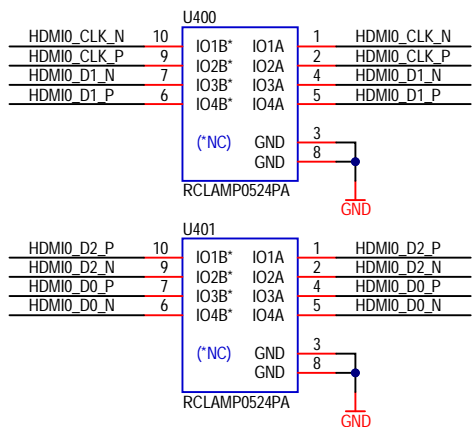 U400
HDMI0_CLK_N 10 IO1B* IO1A 1 HDMI0_CLK_N
HDMI0_CLK_P 9 IO2B* IO2A 2 HDMI0_CLK_P
HDMI0_D1_N 7 IO3B* IO3A 4 HDMI0_D1_N
HDMI0_D1_P 6 IO4B* IO4A 5 HDMI0_D1_P
(*NC) GND 3
GND 8
RCLAMP0524PA
GND
U401
HDMI0_D2_P 10 IO1B* IO1A 1 HDMI0_D2_P
HDMI0_D2_N 9 IO2B* IO2A 2 HDMI0_D2_N
HDMI0_D0_P 7 IO3B* IO3A 4 HDMI0_D0_P
HDMI0_D0_N 6 IO4B* IO4A 5 HDMI0_D0_N
(*NC) GND 3
GND 8
RCLAMP0524PA
GND